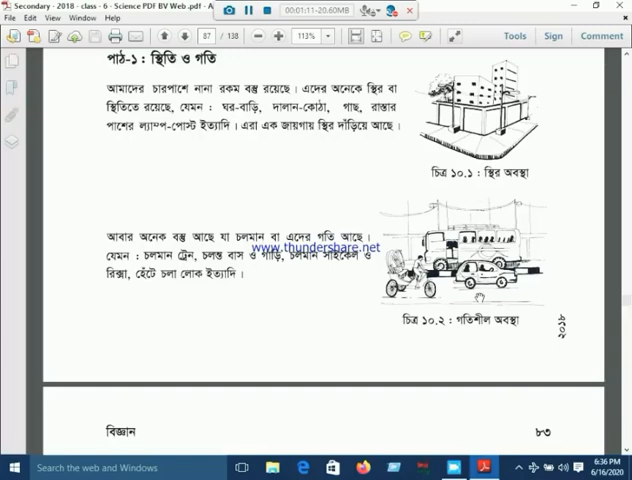 Secondary - 2018 - class - 6 - Science PDF BV Web .pdf - Adobe
00:01:11-20.60MB
Edit View Window Help
87 / 138 113% Tools Sign Comment
পাঠ-১ : স্থিতি ও গতি
আমাদের চারপাশে নানা রকম বস্তু রয়েছে। এদের অনেকে স্থির বা
স্থিতিতে রয়েছে, যেমন : ঘর-বাড়ি, দালান-কোঠা, গাছ, রাস্তার
পাশের ল্যাম্প-পোস্ট ইত্যাদি। এরা এক জায়গায় স্থির দাঁড়িয়ে আছে।
চিত্র ১০.১ : স্থির অবস্থা
আবার অনেক বস্তু আছে যা চলমান বা এদের গতি আছে।
www.thundershare.net
যেমন : চলমান ট্রেন, চলন্ত বাস ও গাড়ি, চলমান সাইকেল ও
রিক্সা, হেঁটে চলা লোক ইত্যাদি।
চিত্র ১০.২ : গতিশীল অবস্থা
২০১৮
বিজ্ঞান ৮৩
Search the web and Windows
6:36 PM
6/16/2020